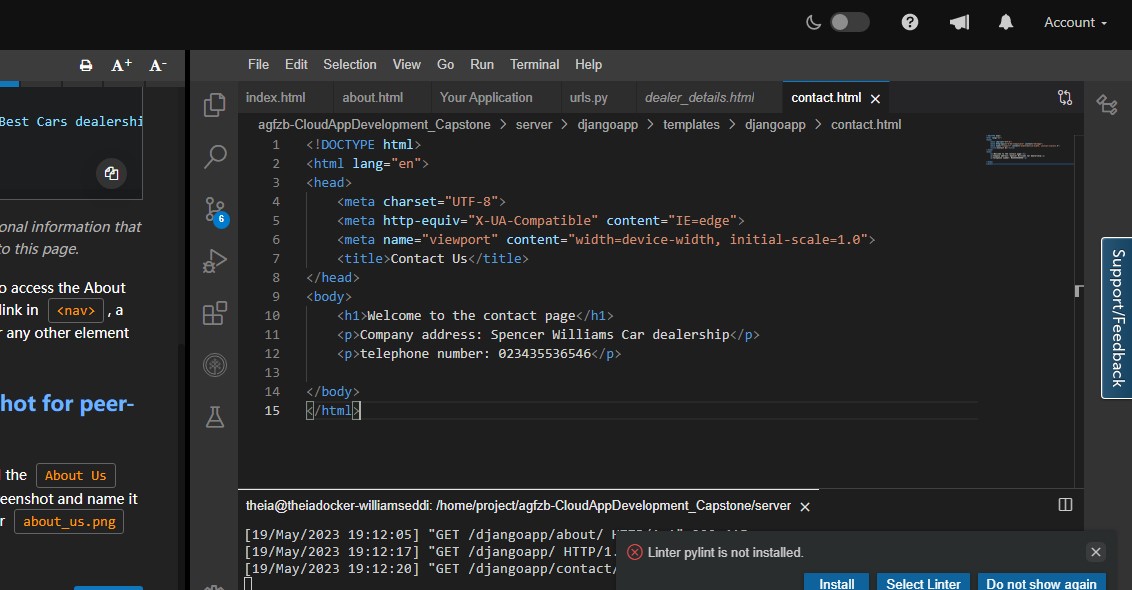 Account
A+ A-
File Edit Selection View Go Run Terminal Help
index.html about.html Your Application urls.py dealer_details.html contact.html
agfzb-CloudAppDevelopment_Capstone > server > djangoapp > templates > djangoapp > contact.html
Best Cars dealershi
onal information that
to this page.
o access the About
link in <nav> , a
r any other element
hot for peer-
the About Us
eenshot and name it
r about_us.png
1 <!DOCTYPE html>
2 <html lang="en">
3 <head>
4 <meta charset="UTF-8">
5 <meta http-equiv="X-UA-Compatible" content="IE=edge">
6 <meta name="viewport" content="width=device-width, initial-scale=1.0">
7 <title>Contact Us</title>
8 </head>
9 <body>
10 <h1>Welcome to the contact page</h1>
11 <p>Company address: Spencer Williams Car dealership</p>
12 <p>telephone number: 023435536546</p>
13
14 </body>
15 </html>
6
Support/Feedback
theia@theiadocker-williamseddi: /home/project/agfzb-CloudAppDevelopment_Capstone/server
[19/May/2023 19:12:05] "GET /djangoapp/about/
[19/May/2023 19:12:17] "GET /djangoapp/ HTTP/1.
[19/May/2023 19:12:20] "GET /djangoapp/contact/
Linter pylint is not installed.
Install Select Linter Do not show again